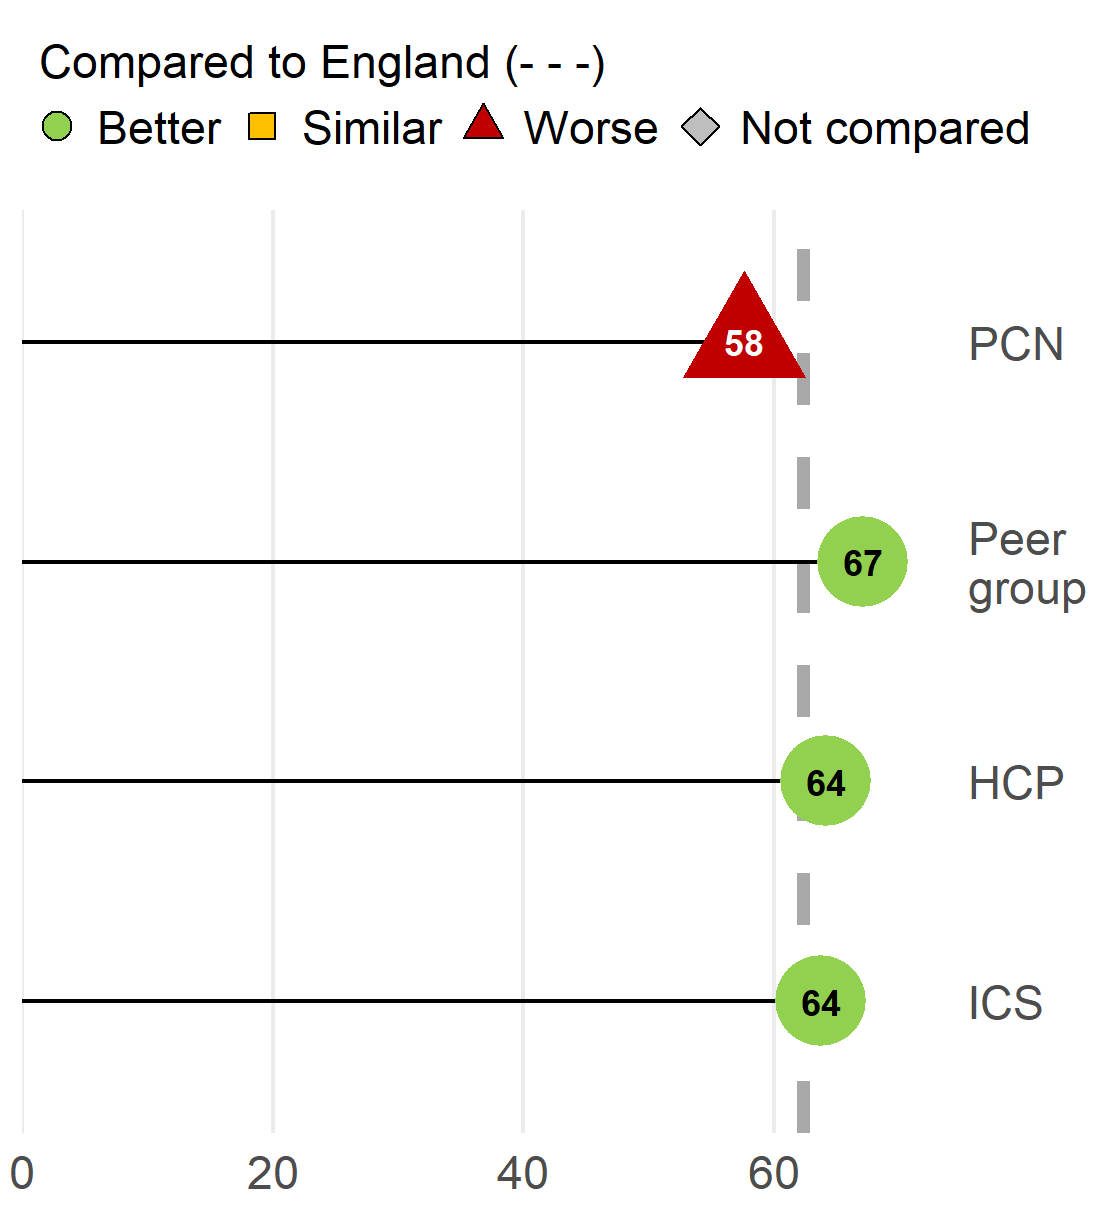 Compared to England (- - -)
Better Similar Worse Not compared
58 PCN
67 Peer
group
64 HCP
64 ICS
0 20 40 60